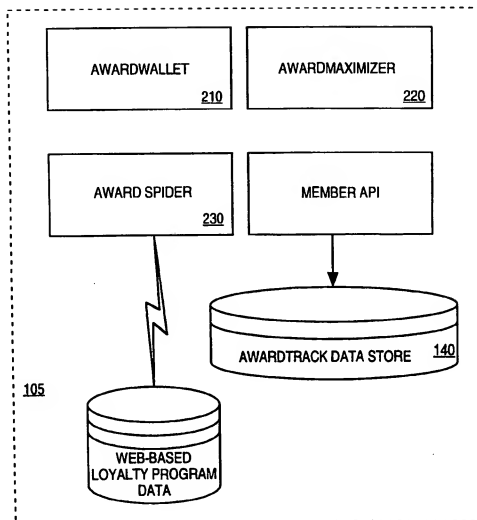 AWARDWALLET
210
AWARDMAXIMIZER
220
AWARD SPIDER
230
MEMBER API
AWARDTRACK DATA STORE 140
105
WEB-BASED
LOYALTY PROGRAM
DATA